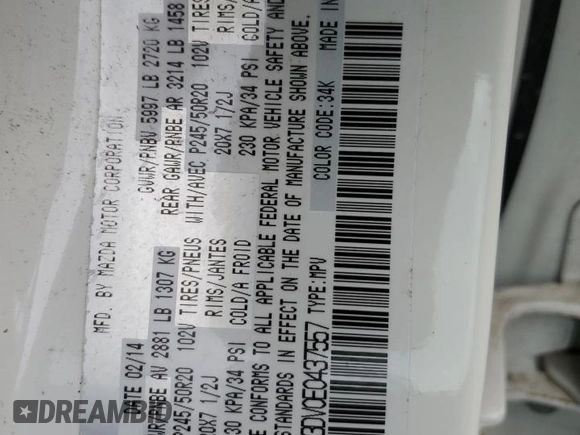 MFD. BY MAZDA MOTOR CORPORATION
DATE 02/14 GVWR/PNBV 5997 LB 2720 KG
GAWR/PNBE AV 2881 LB 1307 KG REAR GAWR/PNBE AR 3214 LB 1458
P245/50R20 102V TIRES/PNEUS WITH/AVEC P245/50R20 102V TIRES
20X7 1/2J RIMS/JANTES 20X7 1/2J RIMS/
230 KPA/34 PSI COLD/A FROID 230 KPA/34 PSI COLD/A
CONFORMS TO ALL APPLICABLE FEDERAL MOTOR VEHICLE SAFETY AND
STANDARDS IN EFFECT ON THE DATE OF MANUFACTURE SHOWN ABOVE.
3DV0E0437557 TYPE:MPV COLOR CODE:34K MADE IN
DREAMBID.COM